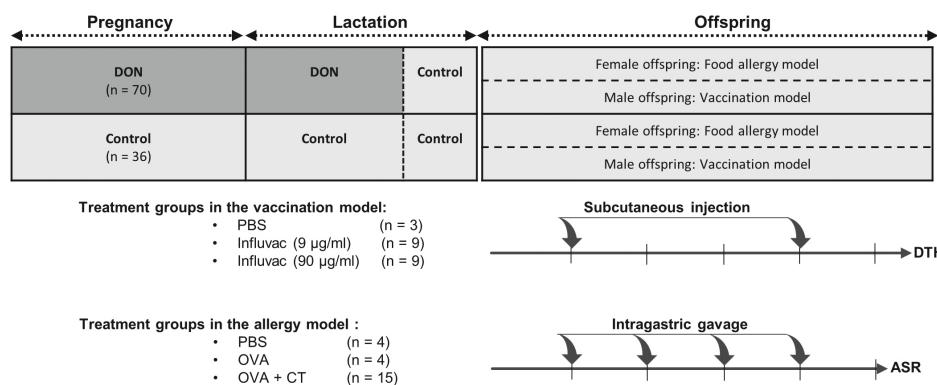 Pregnancy Lactation Offspring
DON DON Control Female offspring: Food allergy model
(n = 70)
Male offspring: Vaccination model
Control Control Control Female offspring: Food allergy model
(n = 36)
Male offspring: Vaccination model
Treatment groups in the vaccination model:
• PBS (n = 3)
• Influvac (9 µg/ml) (n = 9)
• Influvac (90 µg/ml) (n = 9)
Subcutaneous injection
DTH
Treatment groups in the allergy model :
• PBS (n = 4)
• OVA (n = 4)
• OVA + CT (n = 15)
Intragastric gavage
ASR